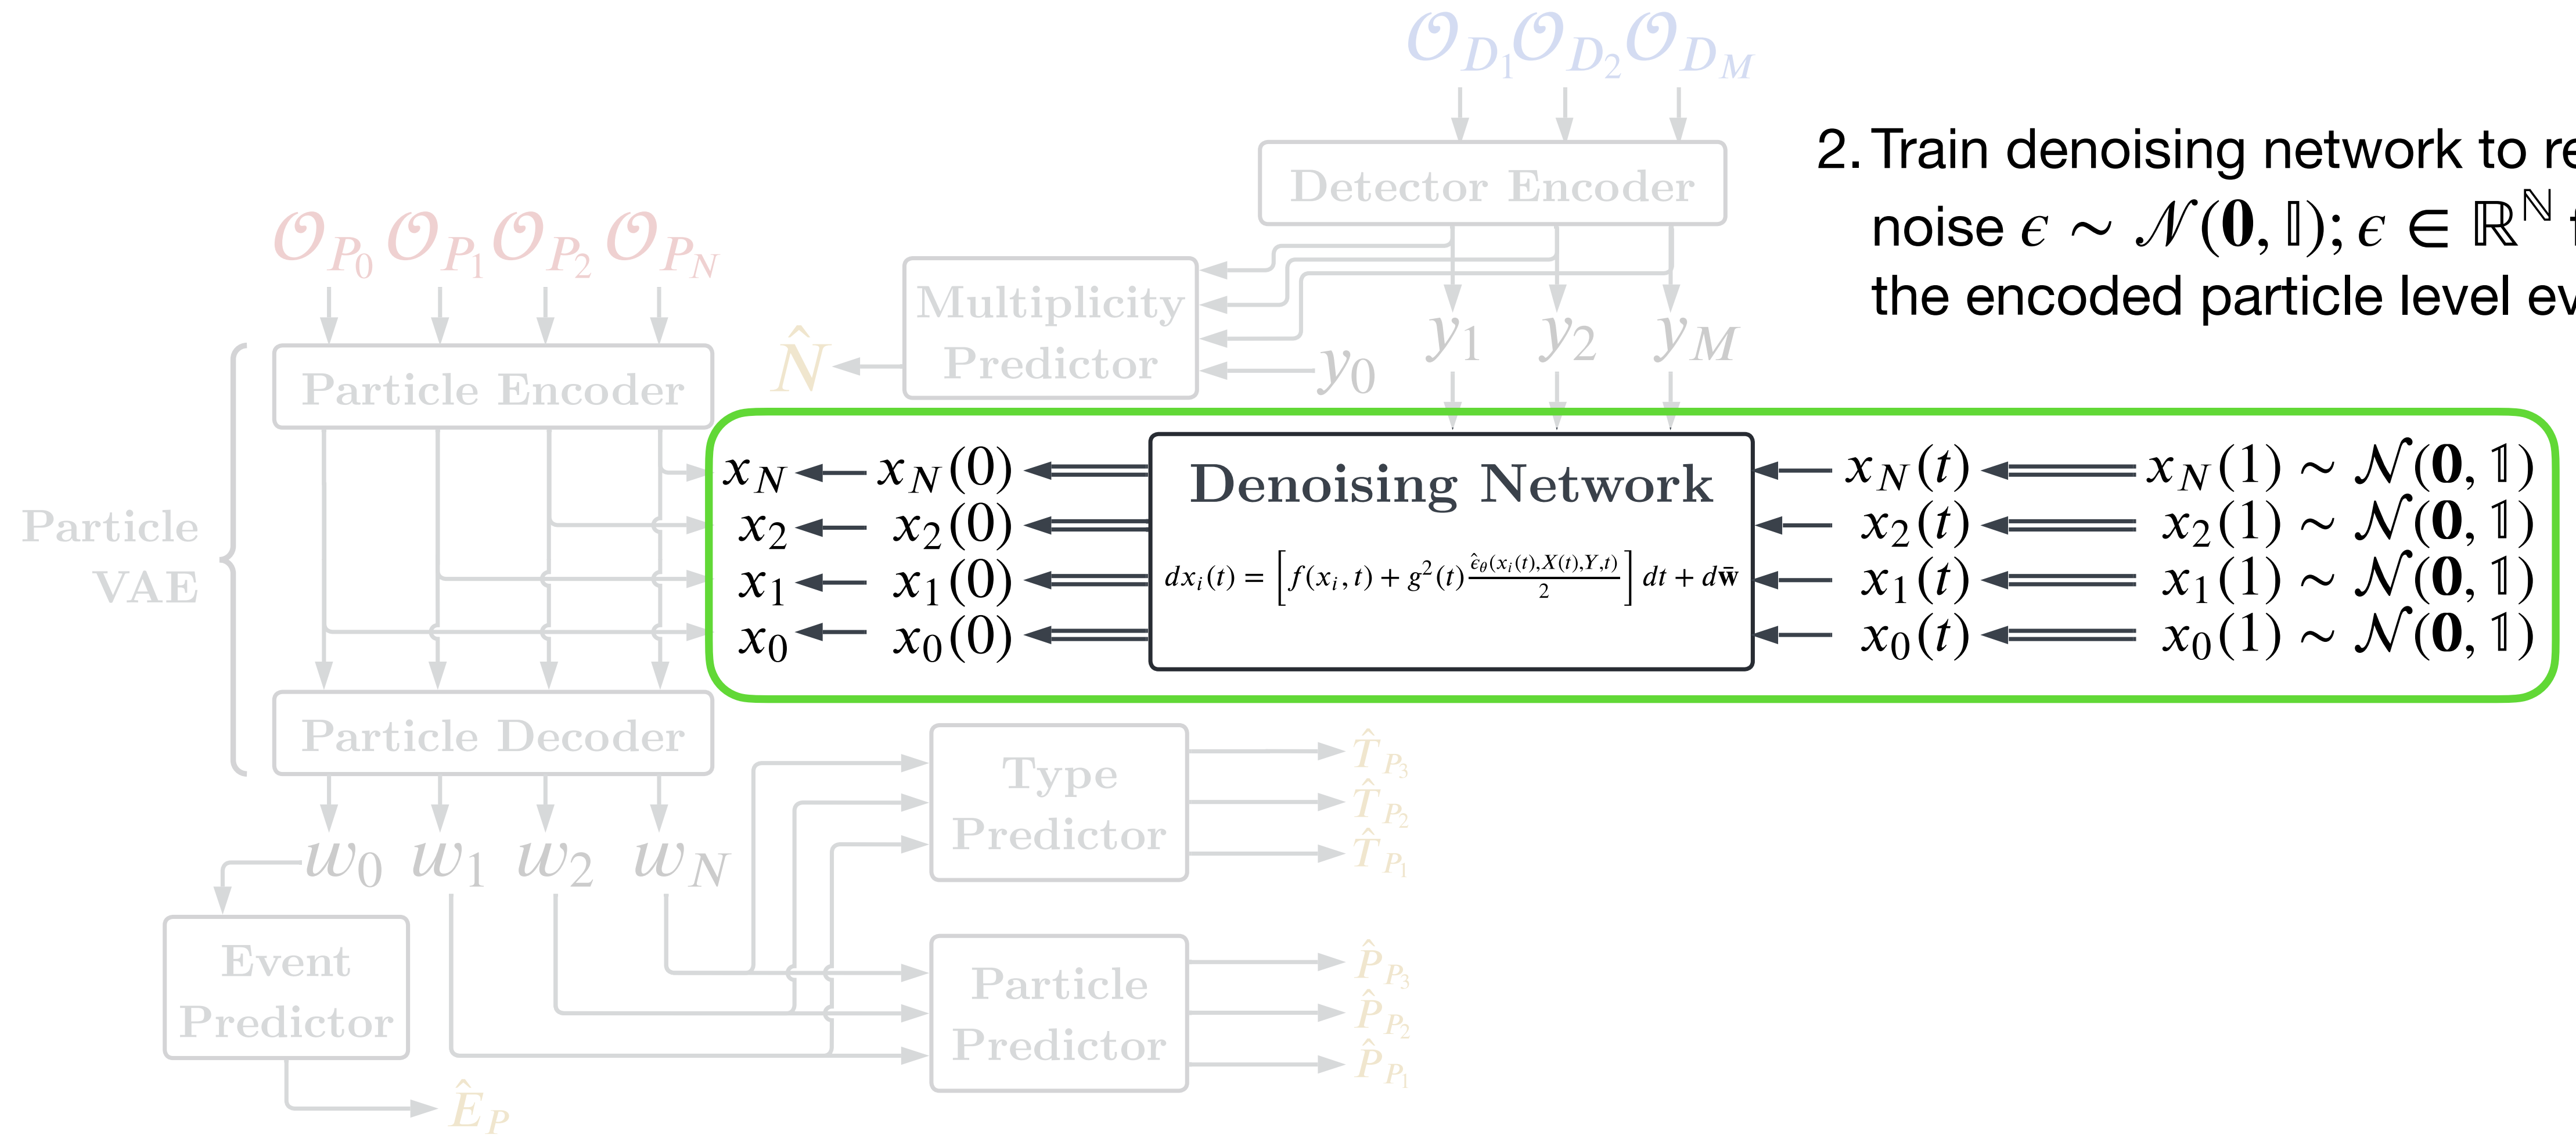 𝒪_{D_1} 𝒪_{D_2} 𝒪_{D_M}
2. Train denoising network to re
noise ϵ ∼ 𝒩(𝟎, 𝕀); ϵ ∈ ℝ^ℕ f
the encoded particle level ev
Detector Encoder
𝒪_{P_0} 𝒪_{P_1} 𝒪_{P_2} 𝒪_{P_N}
Multiplicity
Predictor
N̂
y_0
y_1 y_2 y_M
Particle Encoder
Particle
VAE
x_N x_N(0)
x_2 x_2(0)
x_1 x_1(0)
x_0 x_0(0)
Denoising Network
dx_i(t) = [f(x_i, t) + g^2(t) \frac{ϵ̂_θ(x_i(t),X(t),Y,t)}{2}] dt + d𝐰̄
x_N(t) x_N(1) ∼ 𝒩(𝟎, 𝟙)
x_2(t) x_2(1) ∼ 𝒩(𝟎, 𝟙)
x_1(t) x_1(1) ∼ 𝒩(𝟎, 𝟙)
x_0(t) x_0(1) ∼ 𝒩(𝟎, 𝟙)
Particle Decoder
w_0 w_1 w_2 w_N
Type
Predictor
T̂_{P_3}
T̂_{P_2}
T̂_{P_1}
Event
Predictor
Ê_P
Particle
Predictor
P̂_{P_3}
P̂_{P_2}
P̂_{P_1}